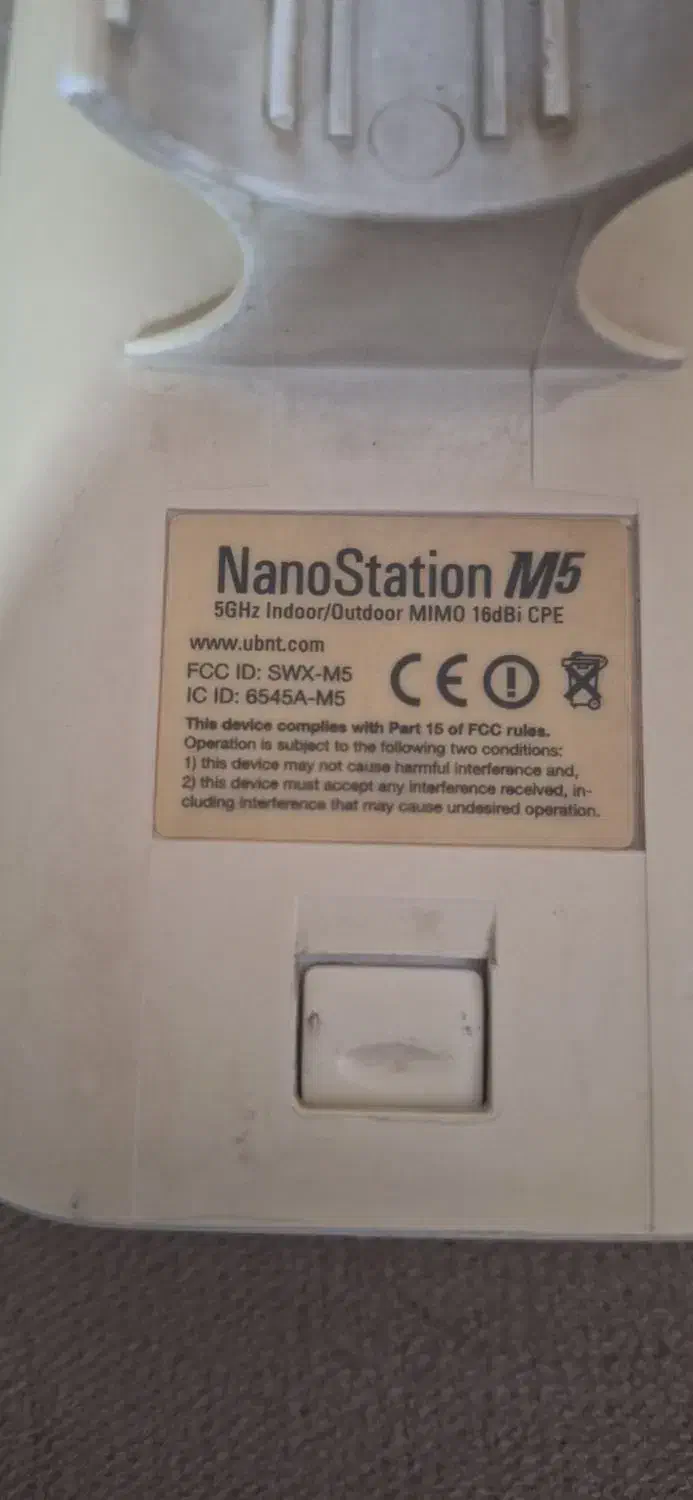 NanoStation M5
5GHz Indoor/Outdoor MIMO 16dBi CPE
www.ubnt.com
FCC ID: SWX-M5
IC ID: 6545A-M5
CE
This device complies with Part 15 of FCC rules.
Operation is subject to the following two conditions:
1) this device may not cause harmful interference and,
2) this device must accept any interference received, in-
cluding interference that may cause undesired operation.